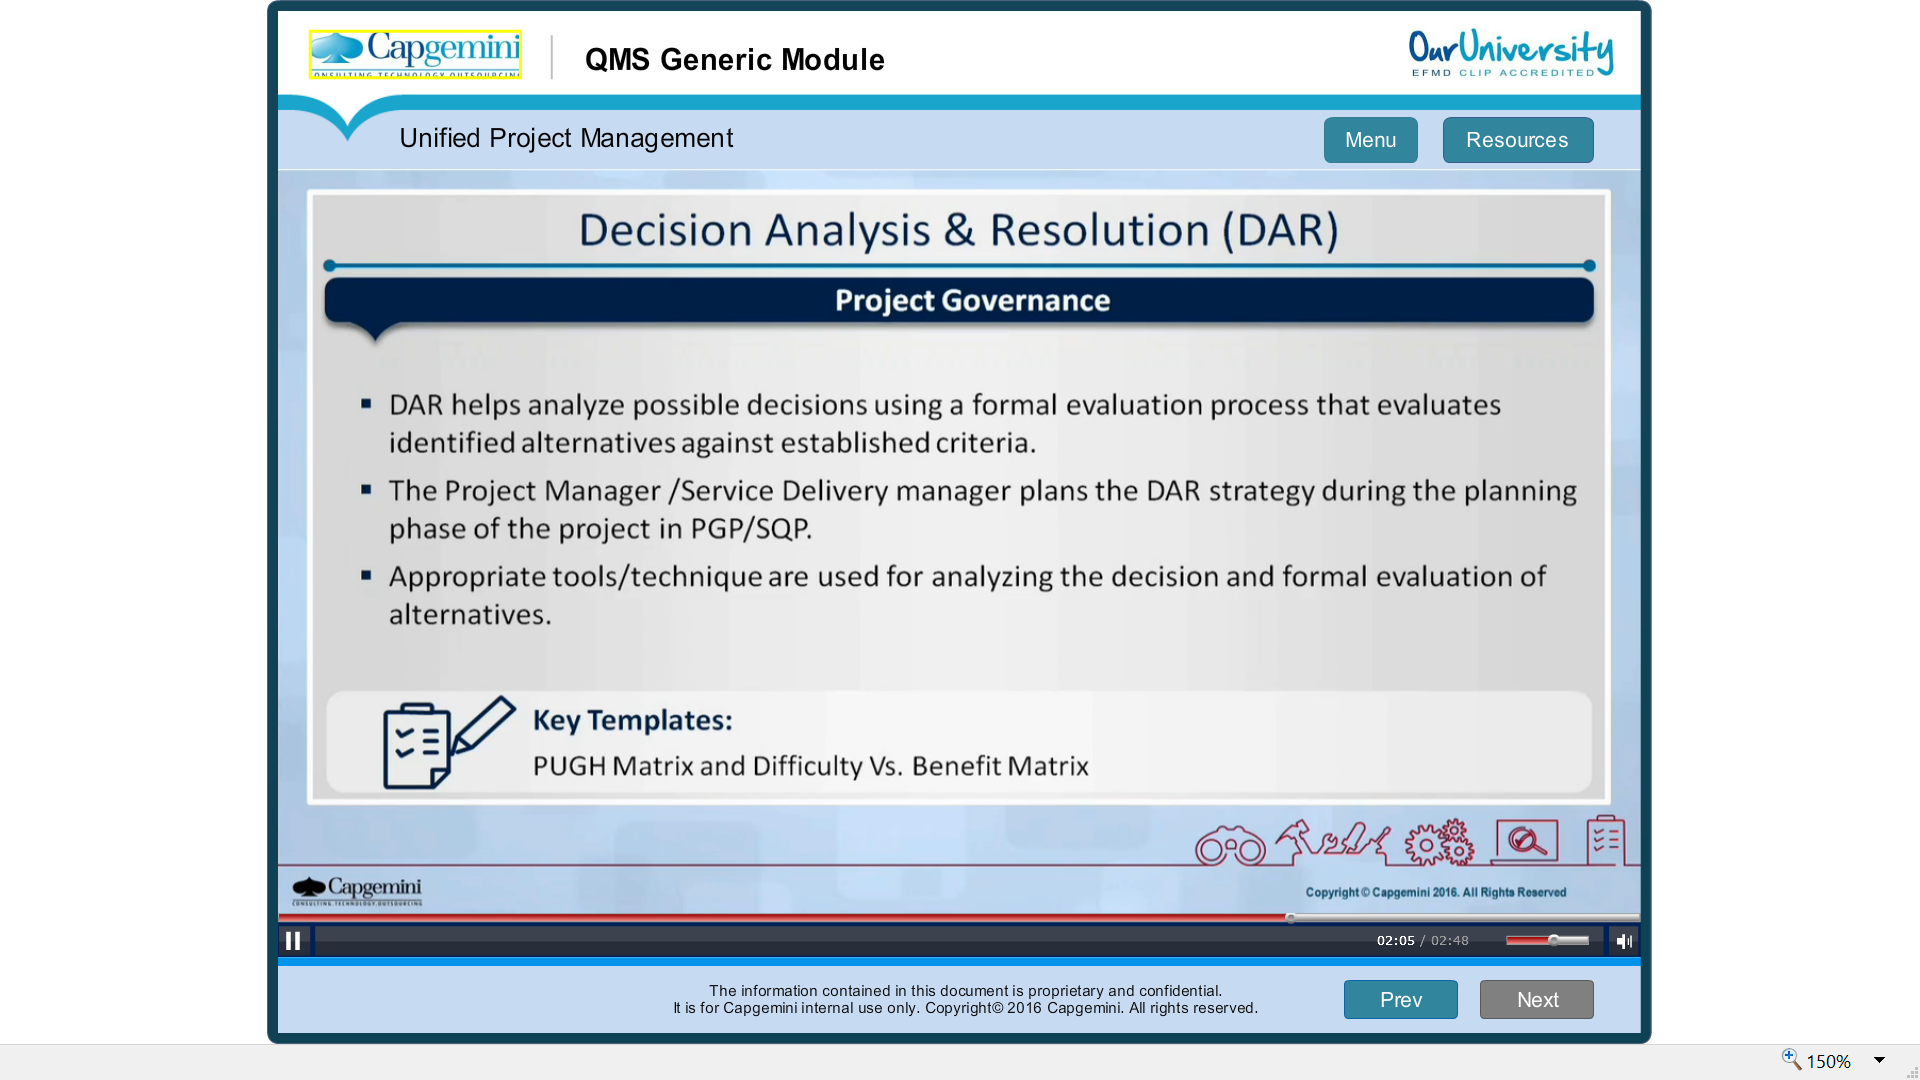 Capgemini
CONSULTING.TECHNOLOGY.OUTSOURCING
QMS Generic Module
OurUniversity
EFMD CLIP ACCREDITED
Unified Project Management
Menu
Resources
Decision Analysis & Resolution (DAR)
Project Governance
▪ DAR helps analyze possible decisions using a formal evaluation process that evaluates
identified alternatives against established criteria.
▪ The Project Manager /Service Delivery manager plans the DAR strategy during the planning
phase of the project in PGP/SQP.
▪ Appropriate tools/technique are used for analyzing the decision and formal evaluation of
alternatives.
Key Templates:
PUGH Matrix and Difficulty Vs. Benefit Matrix
Capgemini
CONSULTING.TECHNOLOGY.OUTSOURCING
Copyright © Capgemini 2016. All Rights Reserved
02:05 / 02:48
The information contained in this document is proprietary and confidential.
It is for Capgemini internal use only. Copyright© 2016 Capgemini. All rights reserved.
Prev
Next
150%